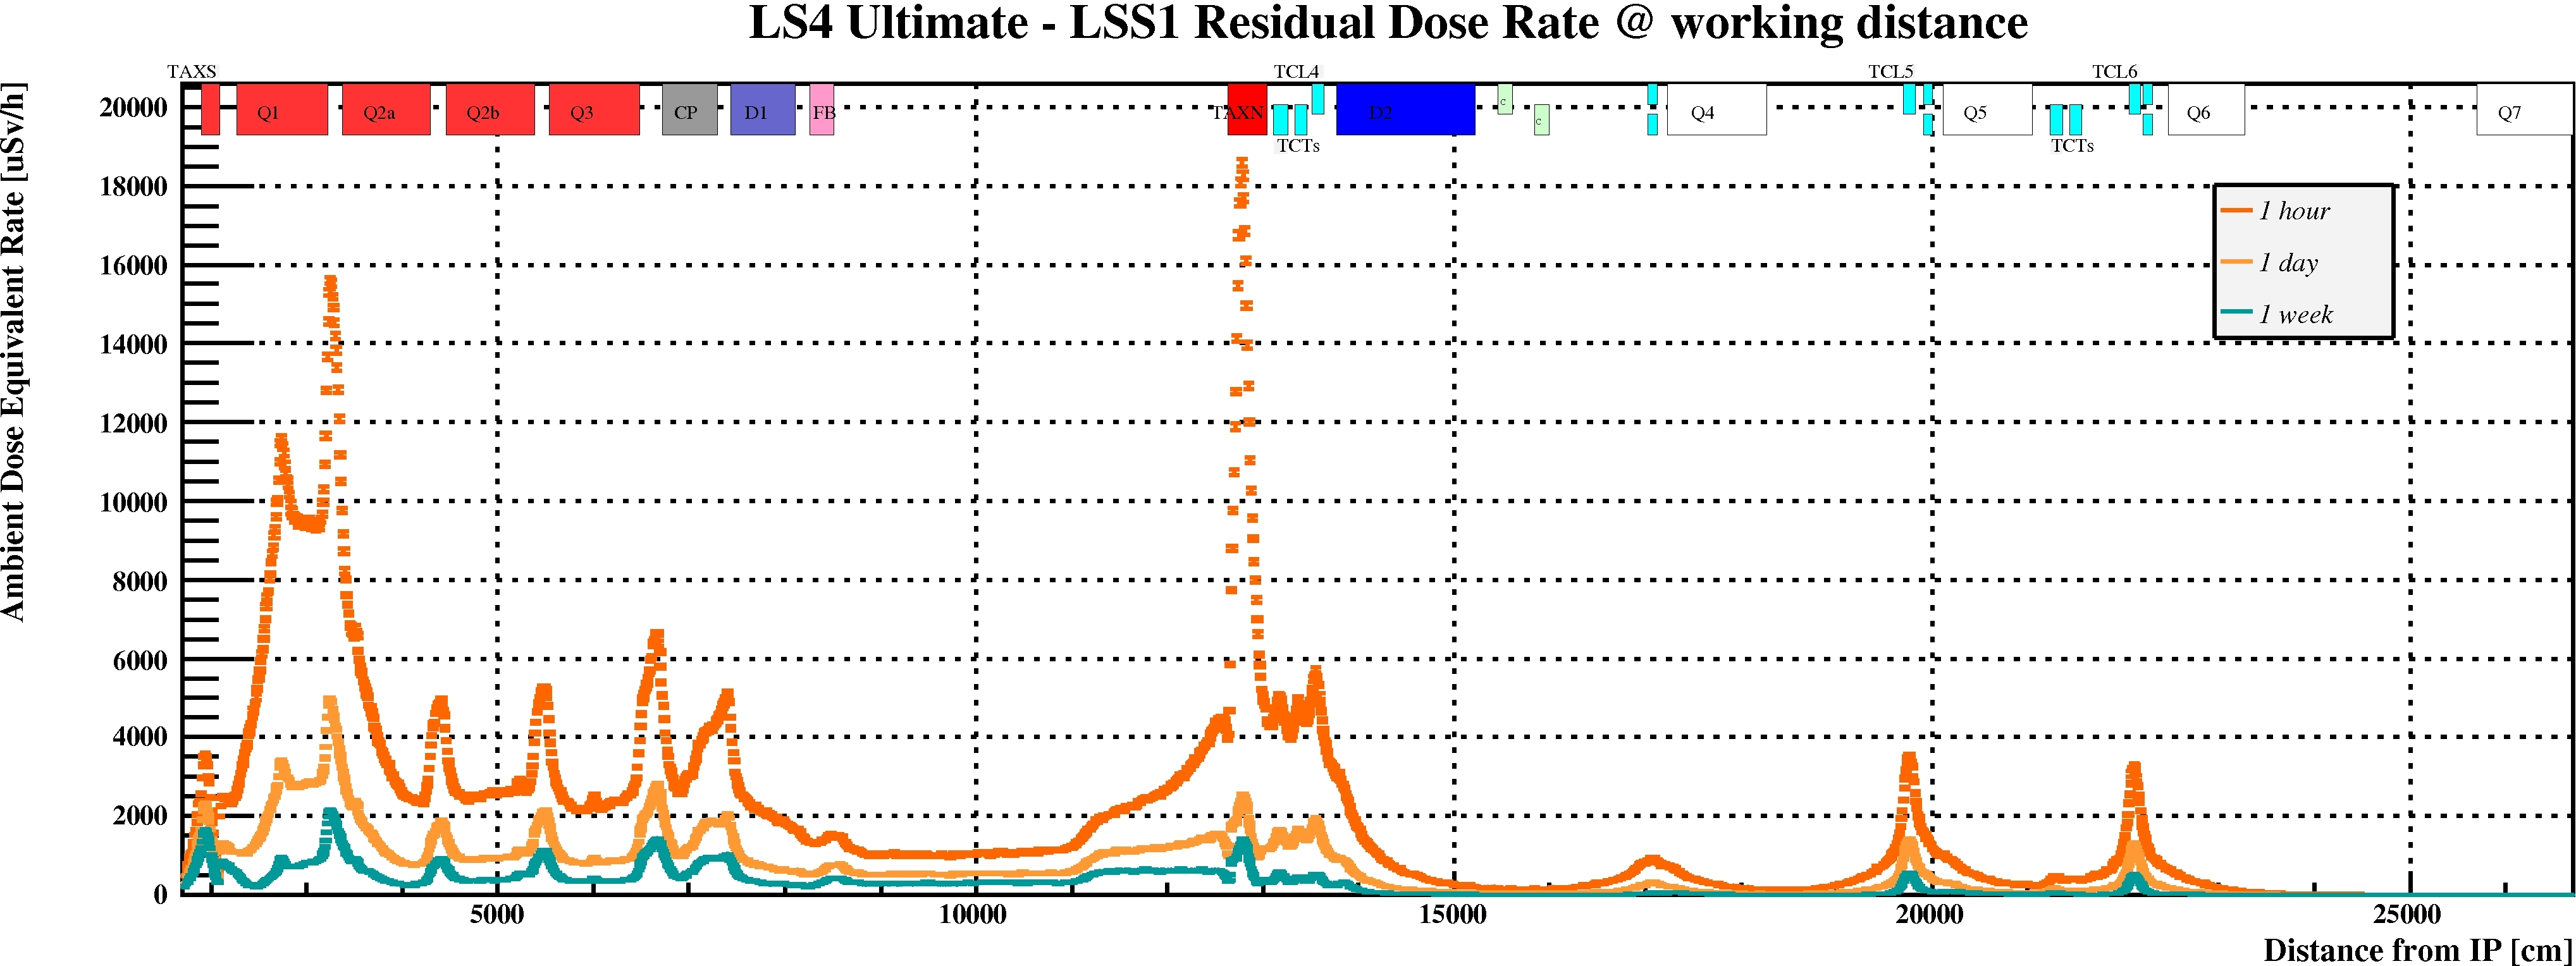 LS4 Ultimate - LSS1 Residual Dose Rate @ working distance
TAXS
TCL4
TCL5
TCL6
Q1
Q2a
Q2b
Q3
CP
D1
FB
TAXN
D2
C
C
Q4
Q5
Q6
Q7
TCTs
TCTs
Ambient Dose Equivalent Rate [uSv/h]
20000
18000
16000
14000
12000
10000
8000
6000
4000
2000
0
1 hour
1 day
1 week
5000
10000
15000
20000
25000
Distance from IP [cm]